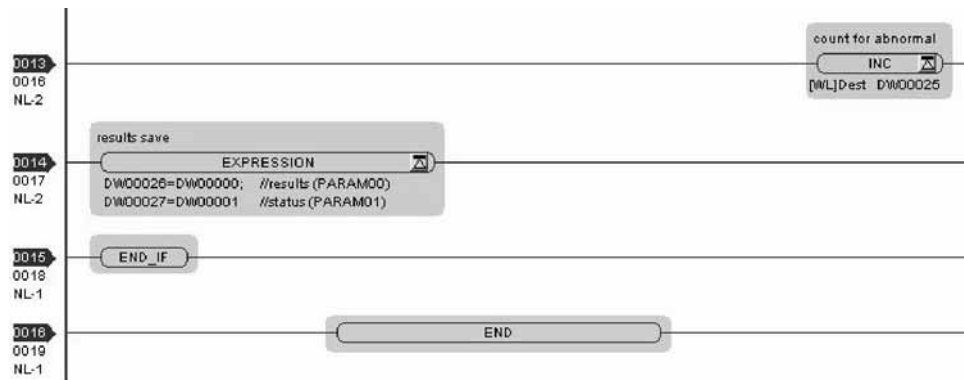 count for abnormal
0013 INC
0016 [WL]Dest DW00025
NL-2
results save
0014 EXPRESSION
0017 DW00026=DW00000; //results (PARAM00)
NL-2 DW00027=DW00001 //status (PARAM01)
0015 END_IF
0018
NL-1
0016 END
0019
NL-1